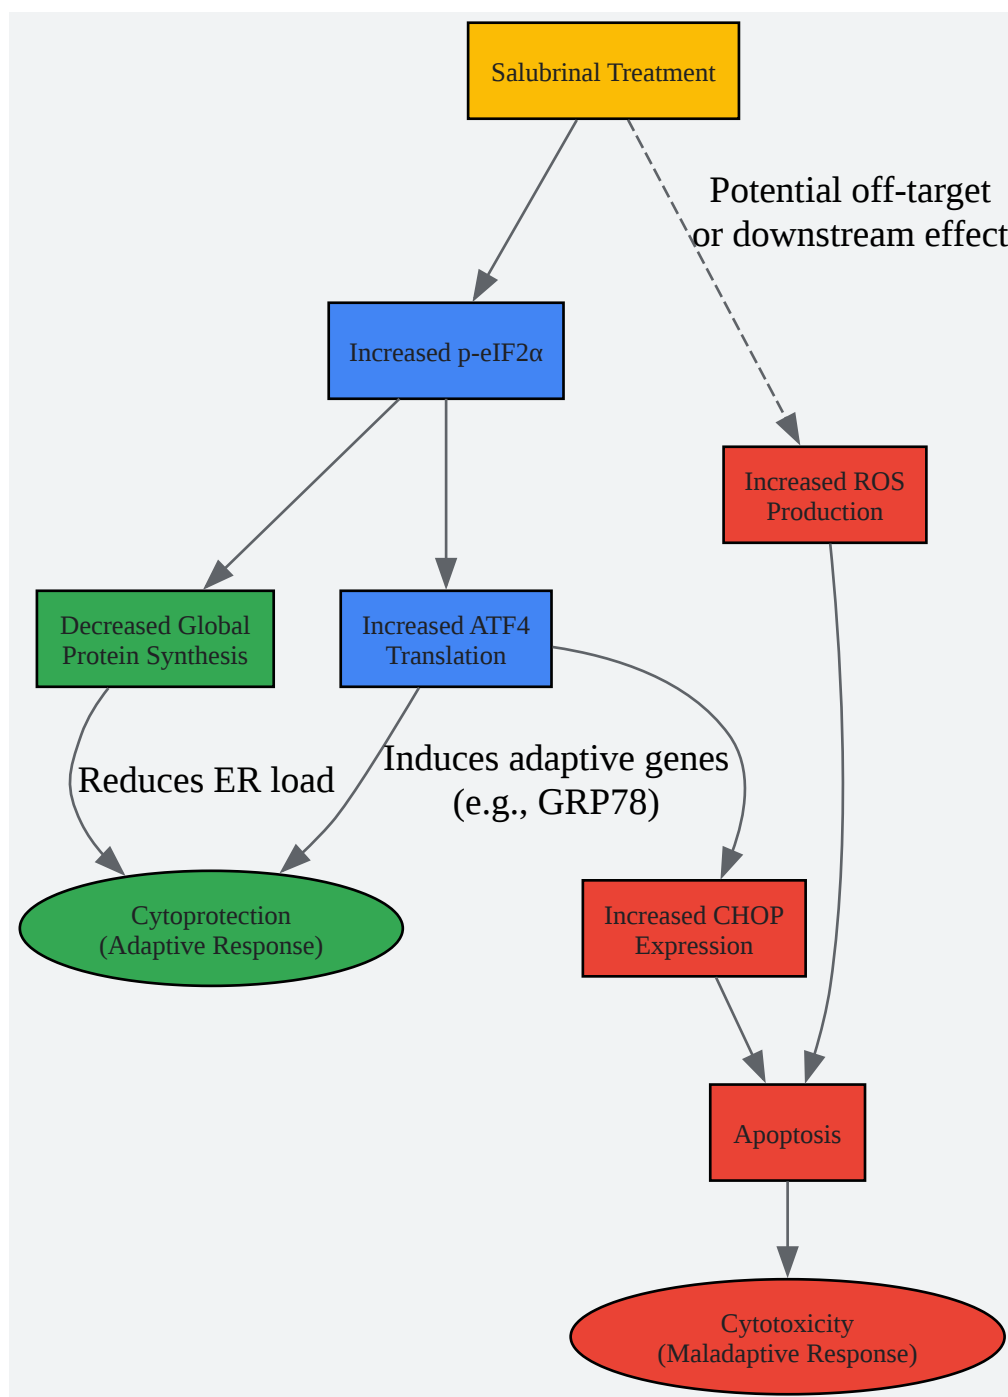 Salubrinal Treatment
Potential off-target
or downstream effect
Increased p-eIF2α
Increased ROS
Production
Decreased Global
Protein Synthesis
Increased ATF4
Translation
Reduces ER load
Induces adaptive genes
(e.g., GRP78)
Cytoprotection
(Adaptive Response)
Increased CHOP
Expression
Apoptosis
Cytotoxicity
(Maladaptive Response)